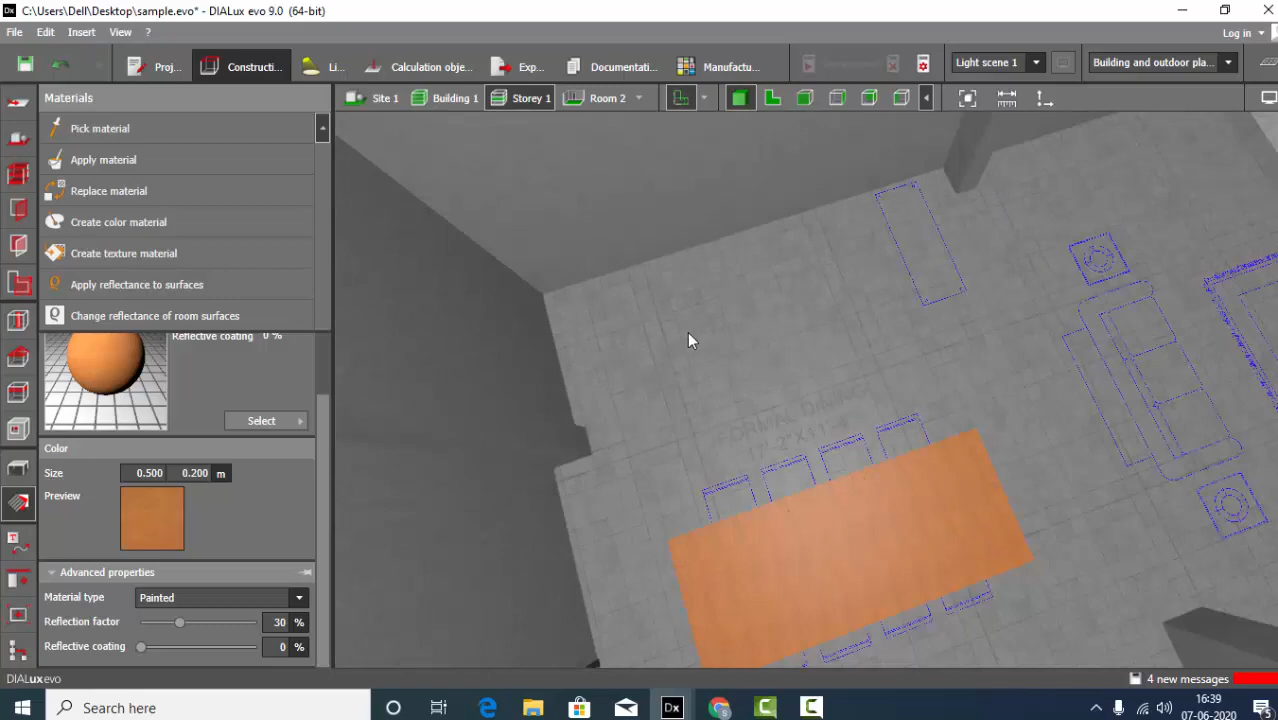 C:\Users\Dell\Desktop\sample.evo* - DIALux evo 9.0 (64-bit)
File Edit Insert View ?
Log in
Proj... Constructi... Li... Calculation obje... Exp... Documentati... Manufactu...
Light scene 1
Building and outdoor pla...
Materials
Site 1 Building 1 Storey 1 Room 2
Pick material
Apply material
Replace material
Create color material
Create texture material
Apply reflectance to surfaces
Change reflectance of room surfaces
Reflective coating 0 %
Select
Color
Size 0.500 0.200 m
Preview
Advanced properties
Material type Painted
Reflection factor 30 %
Reflective coating 0 %
DIALux evo
4 new messages
Search here
16:39
07-06-2020